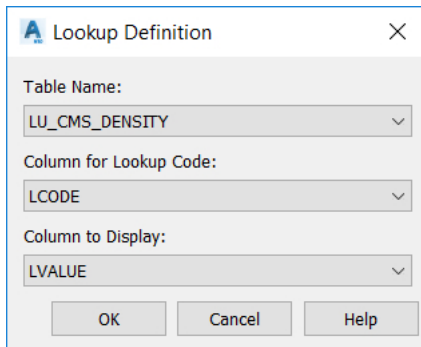 Lookup Definition
Table Name:
LU_CMS_DENSITY
Column for Lookup Code:
LCODE
Column to Display:
LVALUE
OK Cancel Help